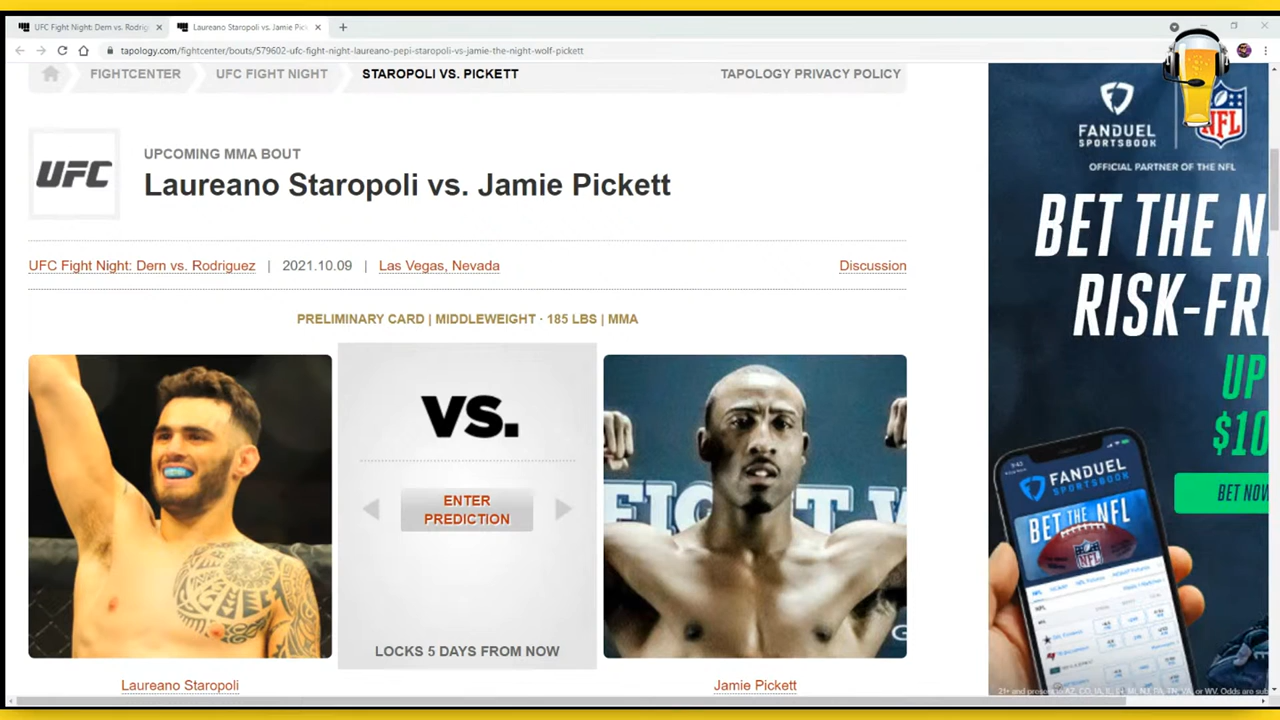 UFC Fight Night: Dern vs. Rodrig
Laureano Staropoli vs. Jamie Pick
tapology.com/fightcenter/bouts/579602-ufc-fight-night-laureano-pepi-staropoli-vs-jamie-the-night-wolf-pickett
FIGHTCENTER UFC FIGHT NIGHT STAROPOLI VS. PICKETT TAPOLOGY PRIVACY POLICY
UFC
UPCOMING MMA BOUT
Laureano Staropoli vs. Jamie Pickett
UFC Fight Night: Dern vs. Rodriguez | 2021.10.09 | Las Vegas, Nevada Discussion
PRELIMINARY CARD | MIDDLEWEIGHT · 185 LBS | MMA
VS.
ENTER
PREDICTION
LOCKS 5 DAYS FROM NOW
Laureano Staropoli Jamie Pickett
FIGHT W
FANDUEL
SPORTSBOOK
NFL
OFFICIAL PARTNER OF THE NFL
BET THE N
RISK-FR
UP
$10
BET NOW
FANDUEL
SPORTSBOOK
BET THE NFL